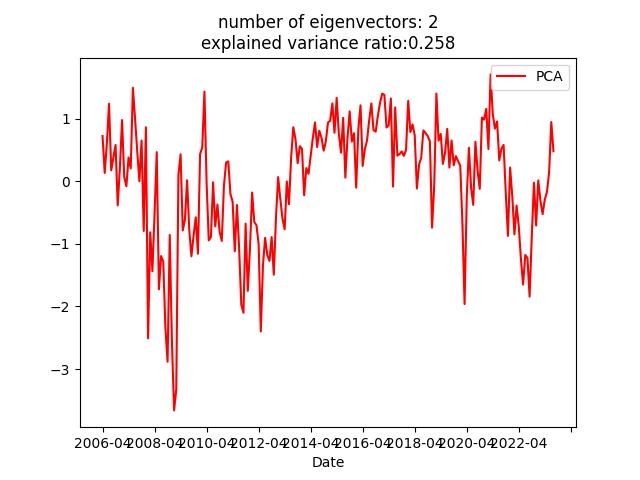 number of eigenvectors: 2
explained variance ratio:0.258
PCA
1
0
−1
−2
−3
2006-04 2008-04 2010-04 2012-04 2014-04 2016-04 2018-04 2020-04 2022-04
Date